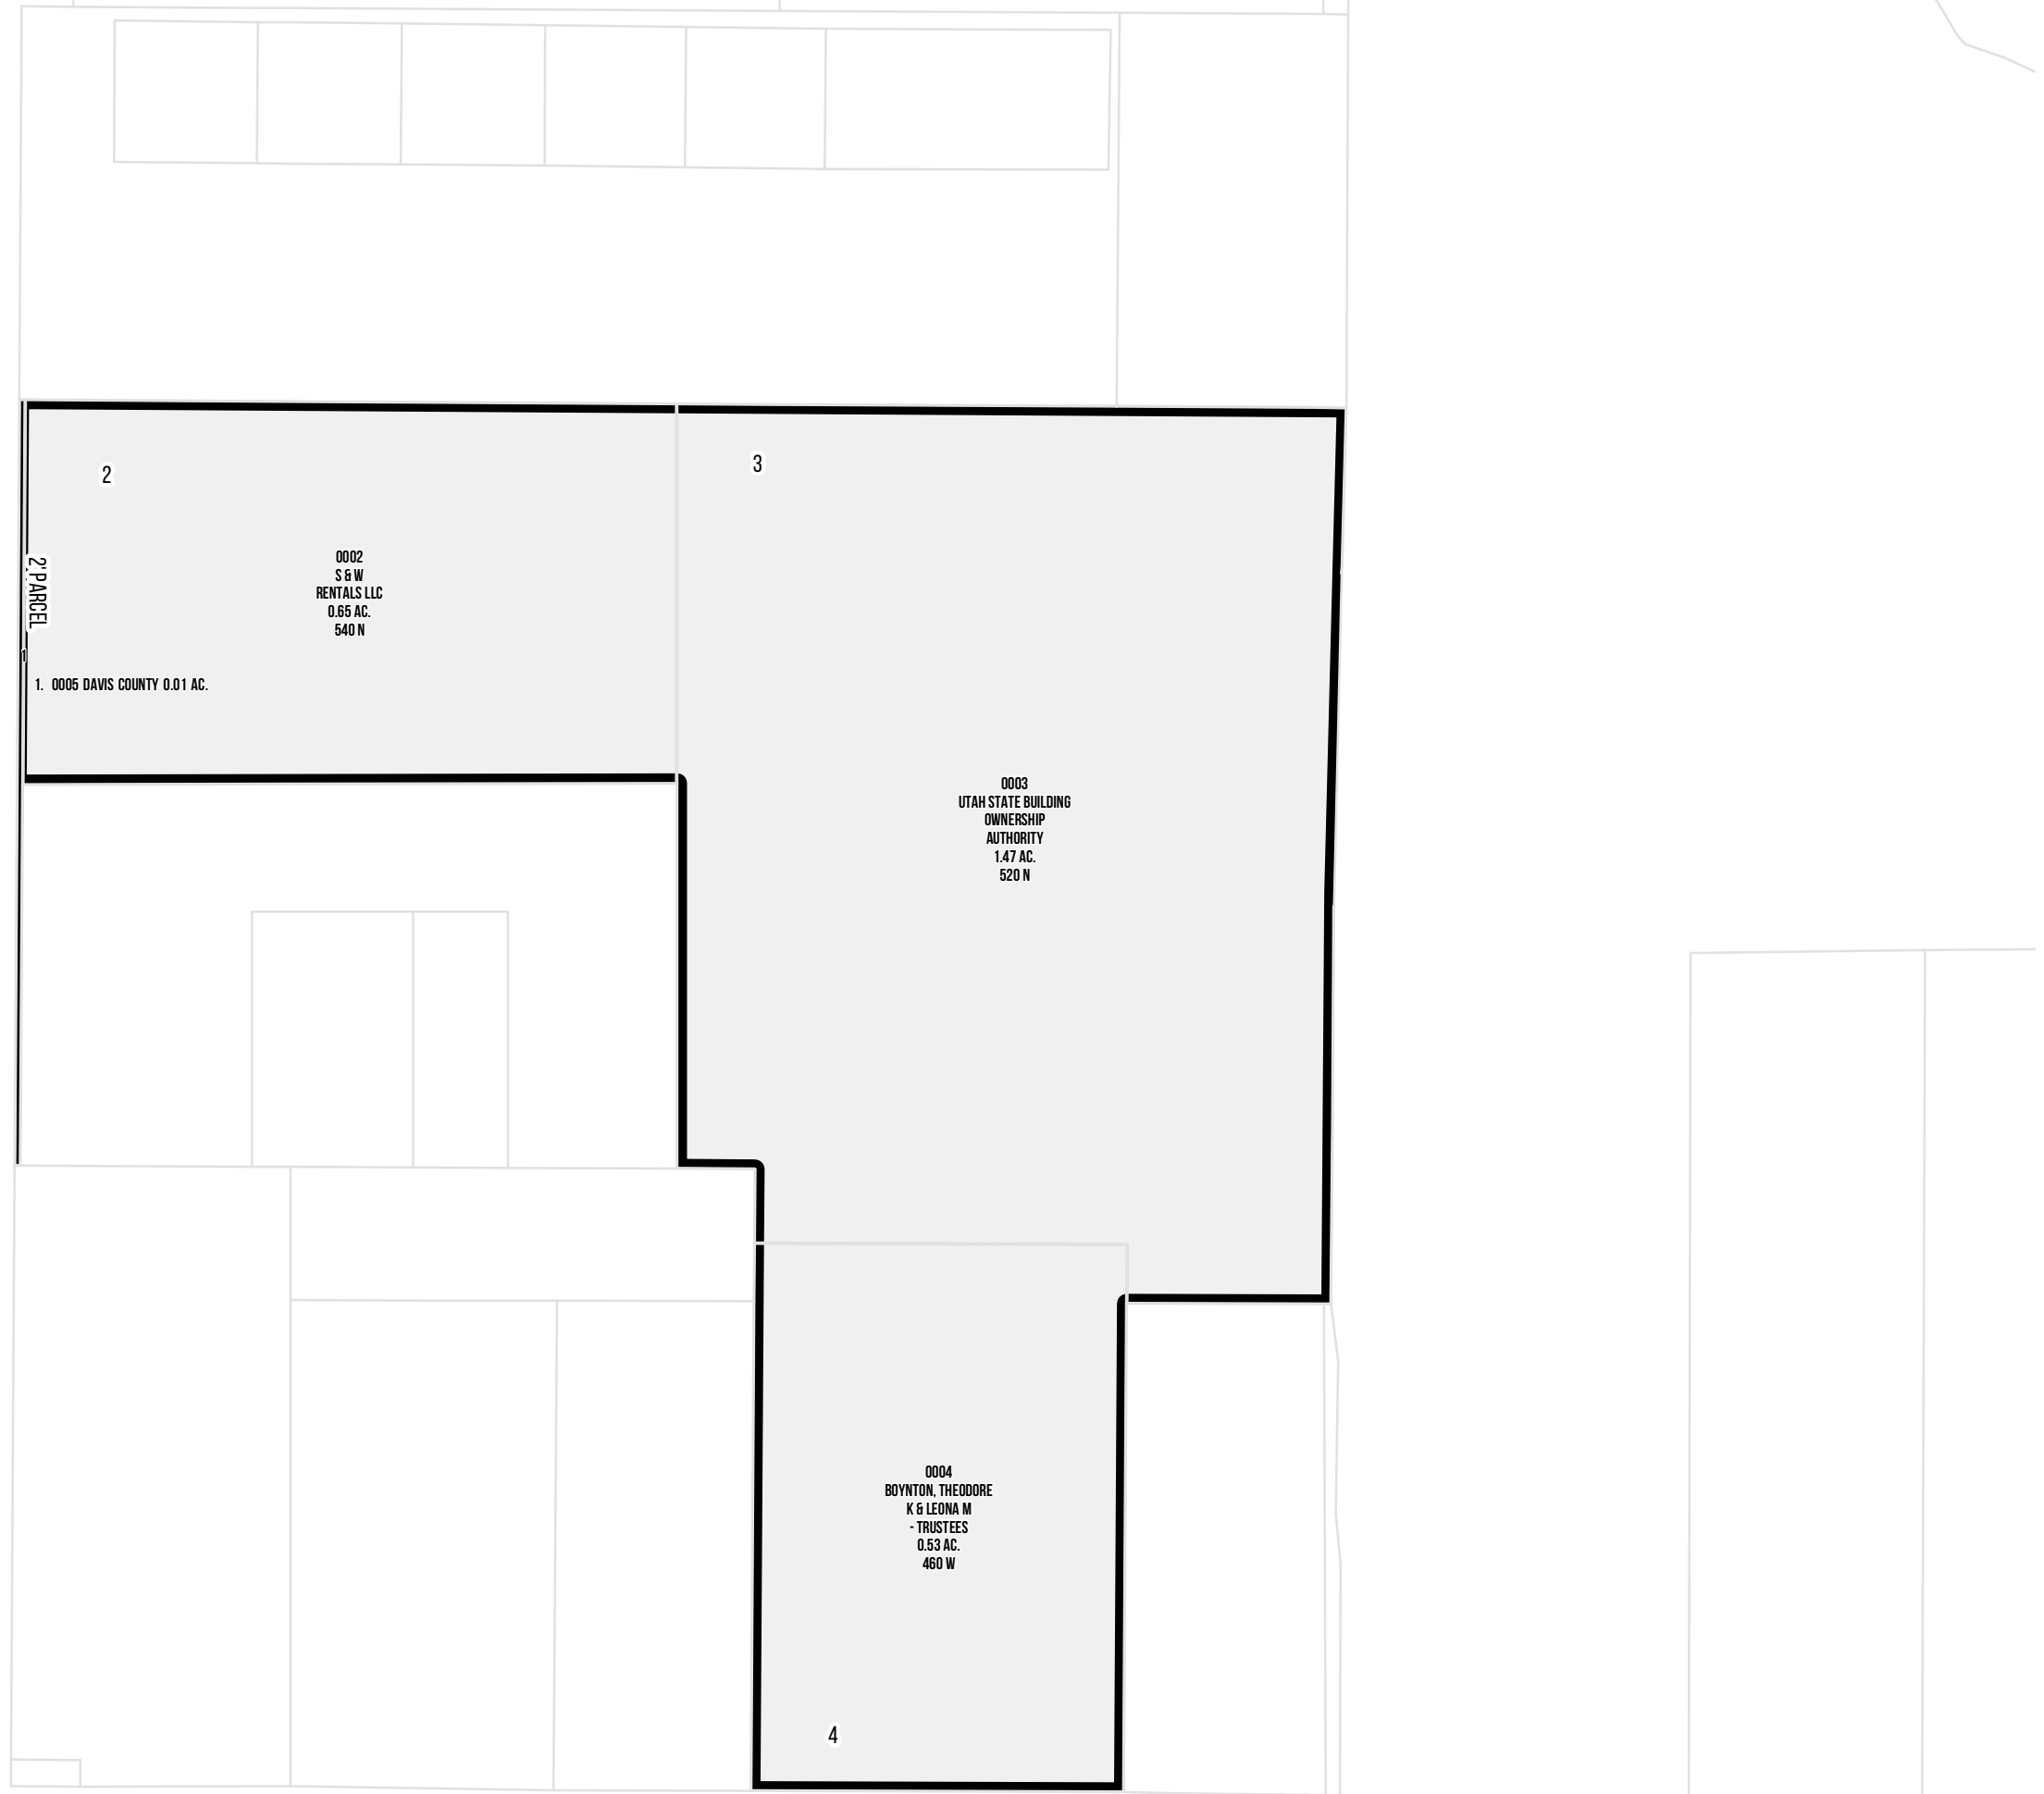 2
3
0002
S & W
RENTALS LLC
0.65 AC.
540 N
2' PARCEL
1
1. 0005 DAVIS COUNTY 0.01 AC.
0003
UTAH STATE BUILDING
OWNERSHIP
AUTHORITY
1.47 AC.
520 N
0004
BOYNTON, THEODORE
K & LEONA M
- TRUSTEES
0.53 AC.
460 W
4